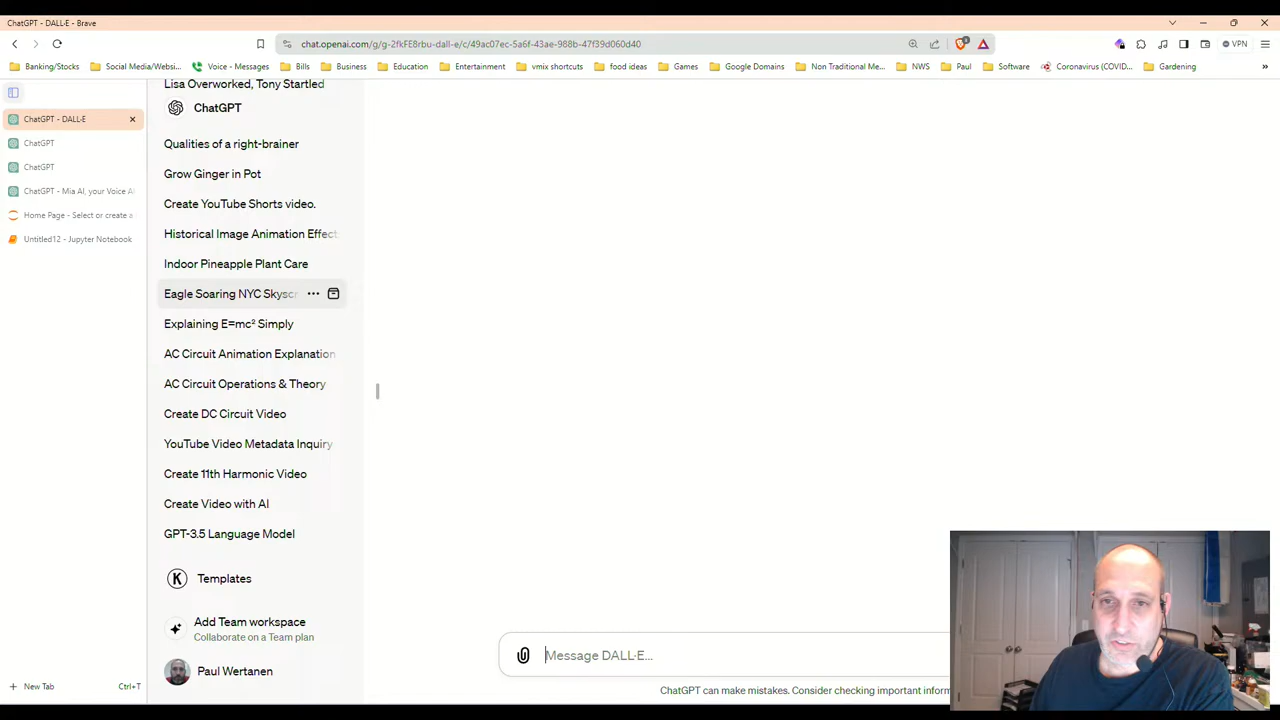 ChatGPT - DALL·E - Brave
chat.openai.com/g/g-2fkFE8rbu-dall-e/c/49ac07ec-5a6f-43ae-988b-47f39d060d40
VPN
Banking/Stocks
Social Media/Websi...
Voice - Messages
Bills
Business
Education
Entertainment
vmix shortcuts
food ideas
Games
Google Domains
Non Traditional Me...
NWS
Paul
Software
Coronavirus (COVID...
Gardening
Lisa Overworked, Tony Startled
ChatGPT
ChatGPT - DALL·E
ChatGPT
ChatGPT
ChatGPT - Mia AI, your Voice A
Home Page - Select or create a
Untitled12 - Jupyter Notebook
Qualities of a right-brainer
Grow Ginger in Pot
Create YouTube Shorts video.
Historical Image Animation Effect
Indoor Pineapple Plant Care
Eagle Soaring NYC Skyscr
Explaining E=mc² Simply
AC Circuit Animation Explanation
AC Circuit Operations & Theory
Create DC Circuit Video
YouTube Video Metadata Inquiry
Create 11th Harmonic Video
Create Video with AI
GPT-3.5 Language Model
K Templates
Add Team workspace
Collaborate on a Team plan
Paul Wertanen
New Tab Ctrl+T
Message DALL·E...
ChatGPT can make mistakes. Consider checking important inform